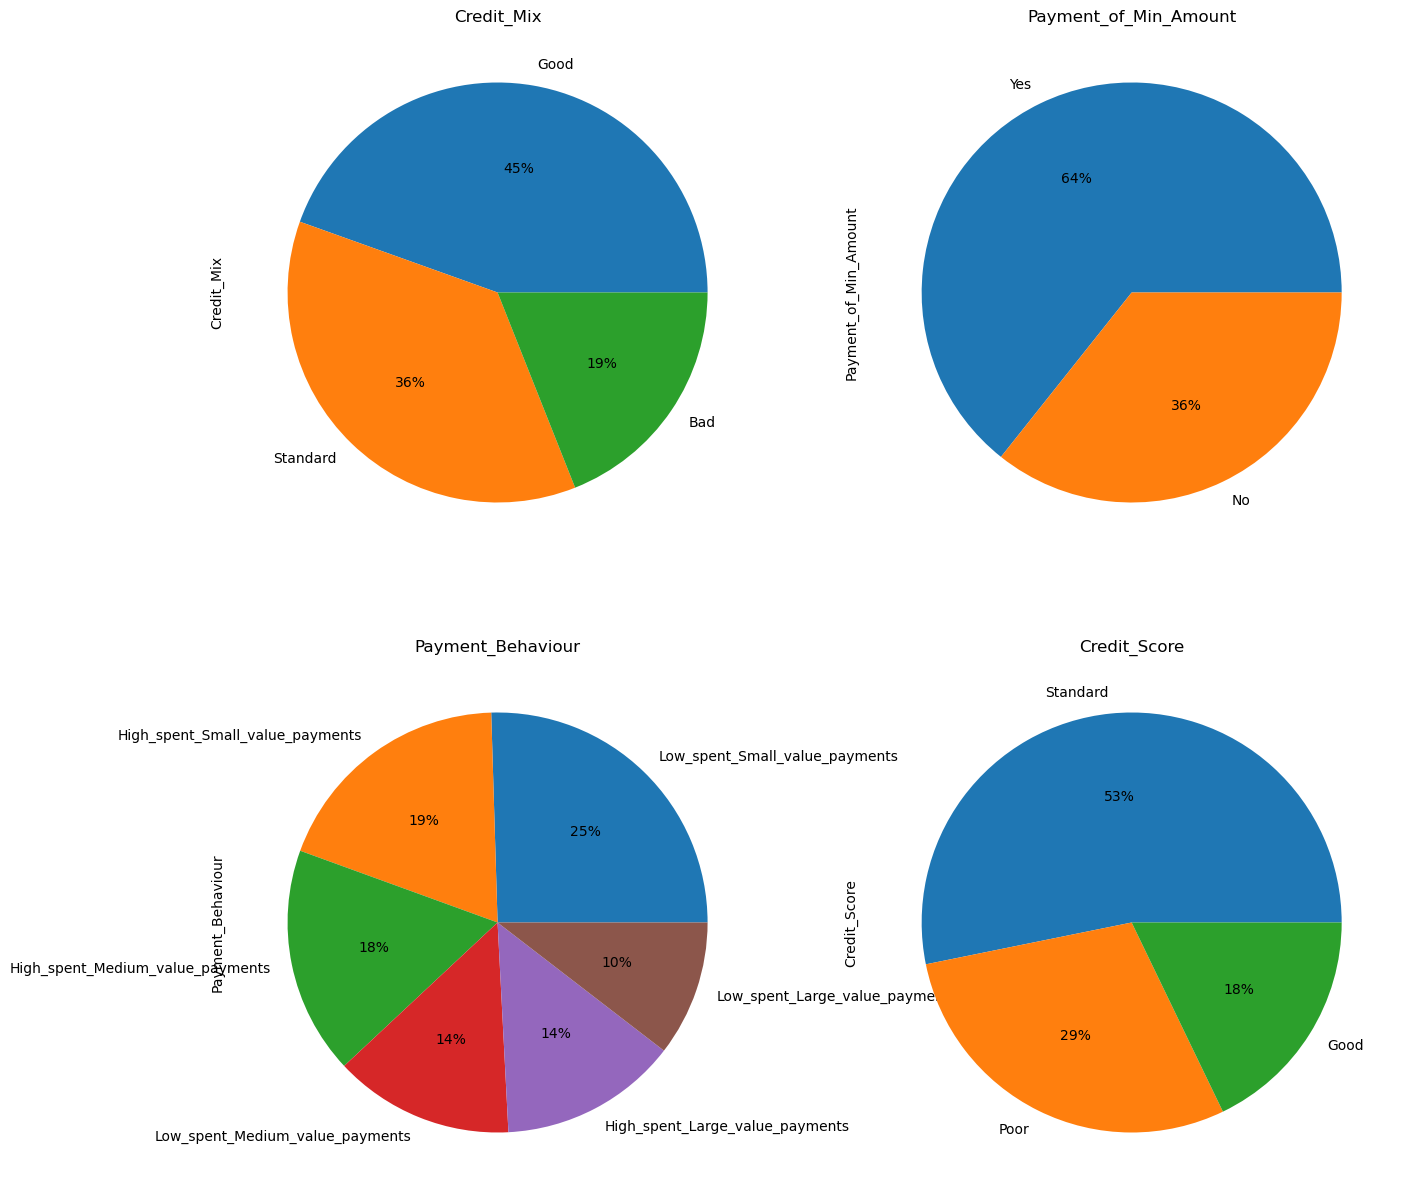 Credit_Mix
Good
45%
Credit_Mix
36%
19%
Bad
Standard
Payment_of_Min_Amount
Yes
64%
Payment_of_Min_Amount
36%
No
Payment_Behaviour
High_spent_Small_value_payments
Low_spent_Small_value_payments
19%
25%
Payment_Behaviour
18%
10%
High_spent_Medium_value_payments
Low_spent_Large_value_payme
14%
14%
High_spent_Large_value_payments
Low_spent_Medium_value_payments
Credit_Score
Standard
53%
Credit_Score
18%
29%
Good
Poor